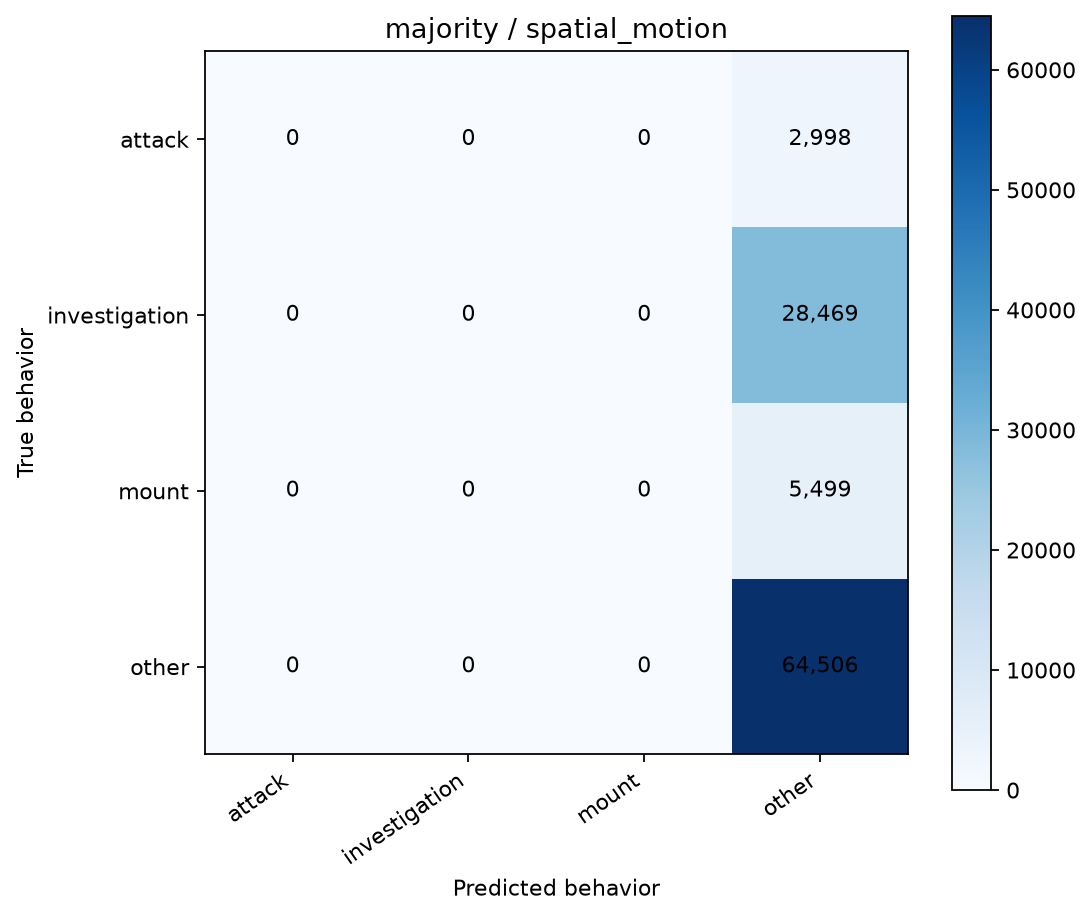 majority / spatial_motion
attack 0 0 0 2,998
investigation 0 0 0 28,469
mount 0 0 0 5,499
other 0 0 0 64,506
attack investigation mount other
Predicted behavior
True behavior
60000
50000
40000
30000
20000
10000
0